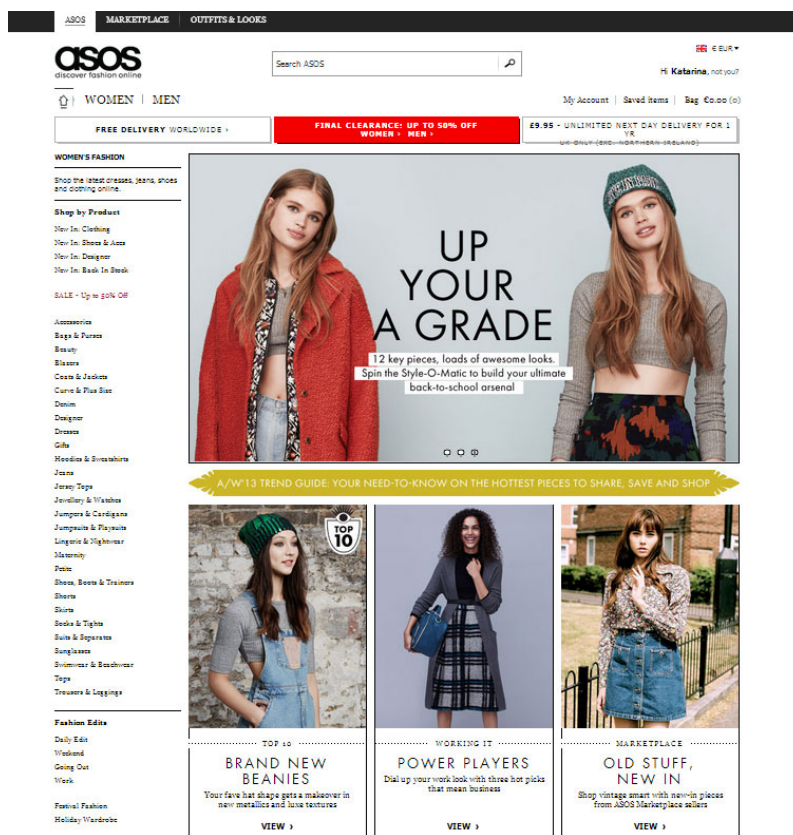 ASOS
MARKETPLACE
OUTFITS & LOOKS
asos
discover fashion online
Search ASOS
€ EUR
Hi Katarina, not you?
WOMEN
MEN
My Account
Saved items
Bag €0.00 (0)
FREE DELIVERY WORLDWIDE ›
FINAL CLEARANCE: UP TO 50% OFF
WOMEN › MEN ›
£9.95 - UNLIMITED NEXT DAY DELIVERY FOR 1
YR
UK ONLY (EXC. NORTHERN IRELAND)
WOMEN'S FASHION
Shop the latest dresses, jeans, shoes
and clothing online.
Shop by Product
New In: Clothing
New In: Shoes & Accs
New In: Designer
New In: Back In Stock
SALE - Up to 50% Off
Accessories
Bags & Purses
Beauty
Blazers
Coats & Jackets
Curve & Plus Size
Denim
Designer
Dresses
Gifts
Hoodies & Sweatshirts
Jeans
Jersey Tops
Jewellery & Watches
Jumpers & Cardigans
Jumpsuits & Playsuits
Lingerie & Nightwear
Maternity
Petite
Shoes, Boots & Trainers
Shorts
Skirts
Socks & Tights
Suits & Separates
Sunglasses
Swimwear & Beachwear
Tops
Trousers & Leggings
Fashion Edits
Daily Edit
Weekend
Going Out
Work
Festival Fashion
Holiday Wardrobe
UP
YOUR
A GRADE
12 key pieces, loads of awesome looks.
Spin the Style-O-Matic to build your ultimate
back-to-school arsenal
A/W'13 TREND GUIDE: YOUR NEED-TO-KNOW ON THE HOTTEST PIECES TO SHARE, SAVE AND SHOP
TOP
10
TOP 10
BRAND NEW
BEANIES
Your fave hat shape gets a makeover in
new metallics and luxe textures
VIEW ›
WORKING IT
POWER PLAYERS
Dial up your work look with three hot picks
that mean business
VIEW ›
MARKETPLACE
OLD STUFF,
NEW IN
Shop vintage smart with new-in pieces
from ASOS Marketplace sellers
VIEW ›